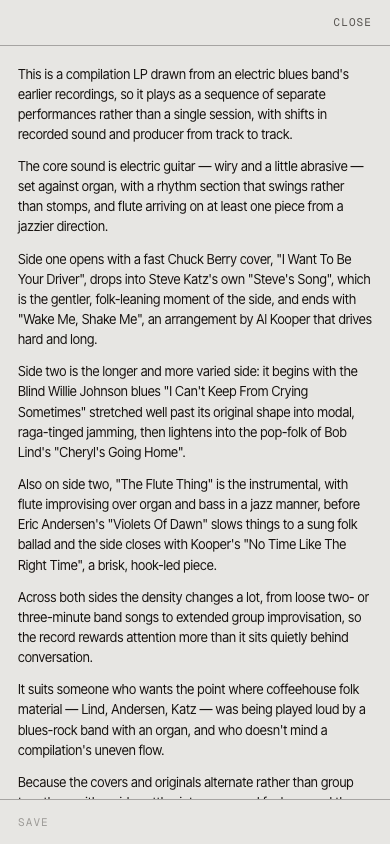 CLOSE
This is a compilation LP drawn from an electric blues band's
earlier recordings, so it plays as a sequence of separate
performances rather than a single session, with shifts in
recorded sound and producer from track to track.
The core sound is electric guitar — wiry and a little abrasive —
set against organ, with a rhythm section that swings rather
than stomps, and flute arriving on at least one piece from a
jazzier direction.
Side one opens with a fast Chuck Berry cover, "I Want To Be
Your Driver", drops into Steve Katz's own "Steve's Song", which
is the gentler, folk-leaning moment of the side, and ends with
"Wake Me, Shake Me", an arrangement by Al Kooper that drives
hard and long.
Side two is the longer and more varied side: it begins with the
Blind Willie Johnson blues "I Can't Keep From Crying
Sometimes" stretched well past its original shape into modal,
raga-tinged jamming, then lightens into the pop-folk of Bob
Lind's "Cheryl's Going Home".
Also on side two, "The Flute Thing" is the instrumental, with
flute improvising over organ and bass in a jazz manner, before
Eric Andersen's "Violets Of Dawn" slows things to a sung folk
ballad and the side closes with Kooper's "No Time Like The
Right Time", a brisk, hook-led piece.
Across both sides the density changes a lot, from loose two- or
three-minute band songs to extended group improvisation, so
the record rewards attention more than it sits quietly behind
conversation.
It suits someone who wants the point where coffeehouse folk
material — Lind, Andersen, Katz — was being played loud by a
blues-rock band with an organ, and who doesn't mind a
compilation's uneven flow.
Because the covers and originals alternate rather than group
SAVE